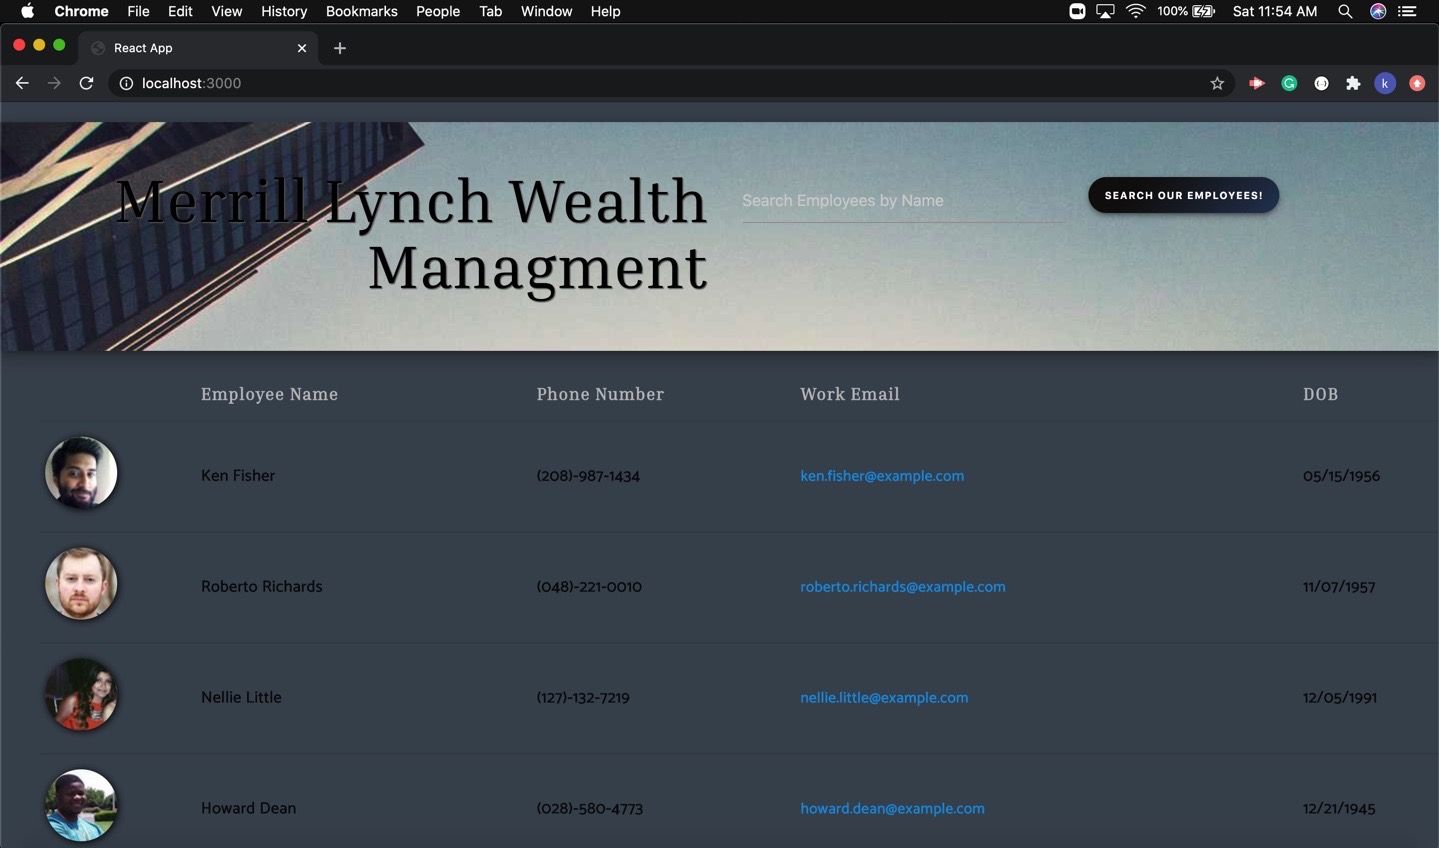 Chrome File Edit View History Bookmarks People Tab Window Help 100% Sat 11:54 AM
React App
localhost:3000
k
Merrill Lynch Wealth
Managment
Search Employees by Name
SEARCH OUR EMPLOYEES!
Employee Name Phone Number Work Email DOB
Ken Fisher (208)-987-1434 ken.fisher@example.com 05/15/1956
Roberto Richards (048)-221-0010 roberto.richards@example.com 11/07/1957
Nellie Little (127)-132-7219 nellie.little@example.com 12/05/1991
Howard Dean (028)-580-4773 howard.dean@example.com 12/21/1945